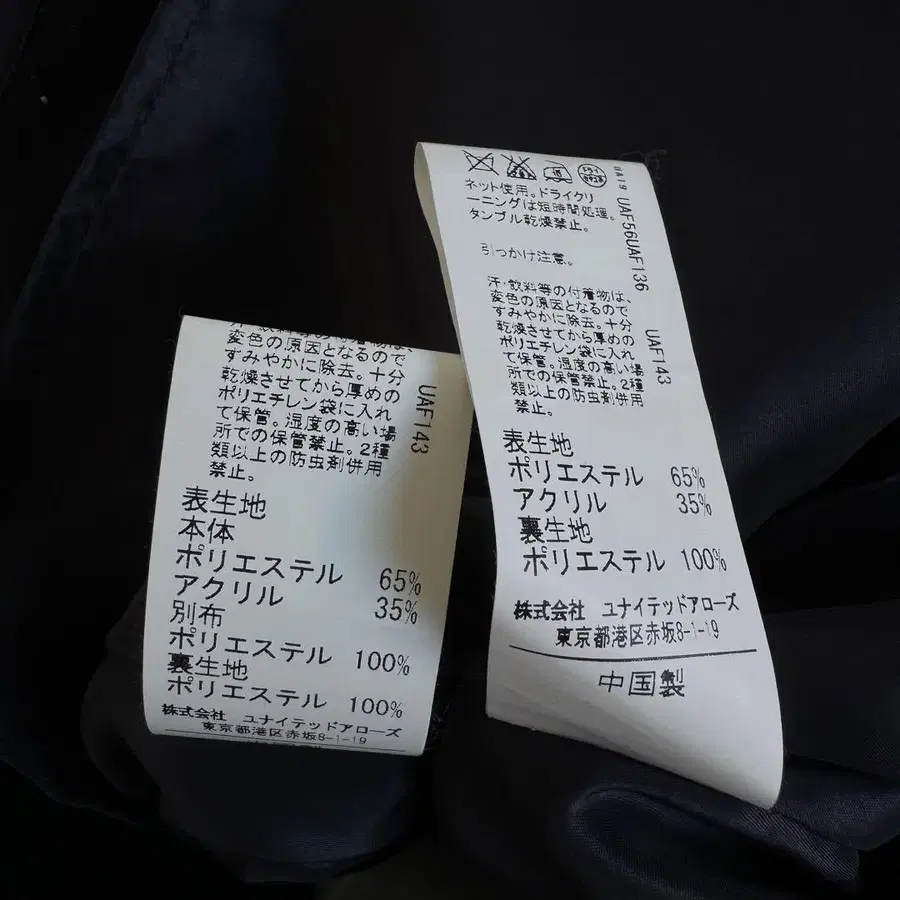 変色の原因となるので
すみやかに除去。十分
乾燥させてから厚めの
ポリエチレン袋に入れ
て保管。湿度の高い場
所での保管禁止。2種
類以上の防虫剤併用
禁止。
UAF143
表生地
本体
ポリエステル 65%
アクリル 35%
別布
ポリエステル 100%
裏生地
ポリエステル 100%
株式会社 ユナイテッドアローズ
東京都港区赤坂8-1-19
ネット使用。ドライクリ
ーニングは短時間処理。
タンブル乾燥禁止。
引っかけ注意。
汗・飲料等の付着物は、
変色の原因となるので
すみやかに除去。十分
乾燥させてから厚めの
ポリエチレン袋に入れ
て保管。湿度の高い場
所での保管禁止。2種
類以上の防虫剤併用
禁止。
UAF56UAF136
UAF143
表生地
ポリエステル 65%
アクリル 35%
裏生地
ポリエステル 100%
株式会社 ユナイテッドアローズ
東京都港区赤坂8-1-19
中国製